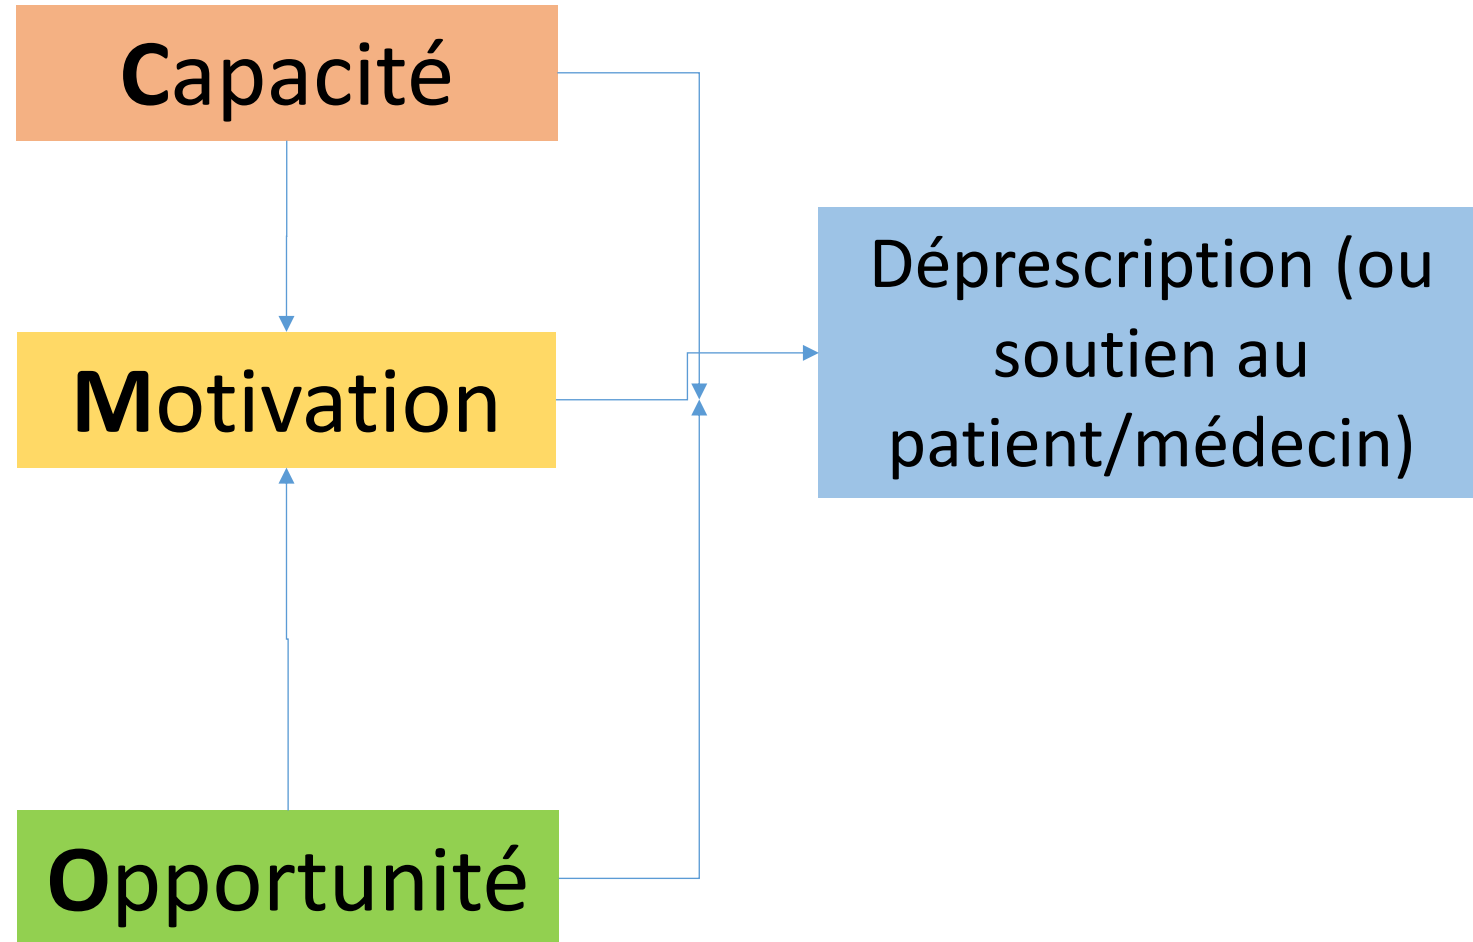 Capacité
Motivation
Déprescription (ou
soutien au
patient/médecin)
Opportunité